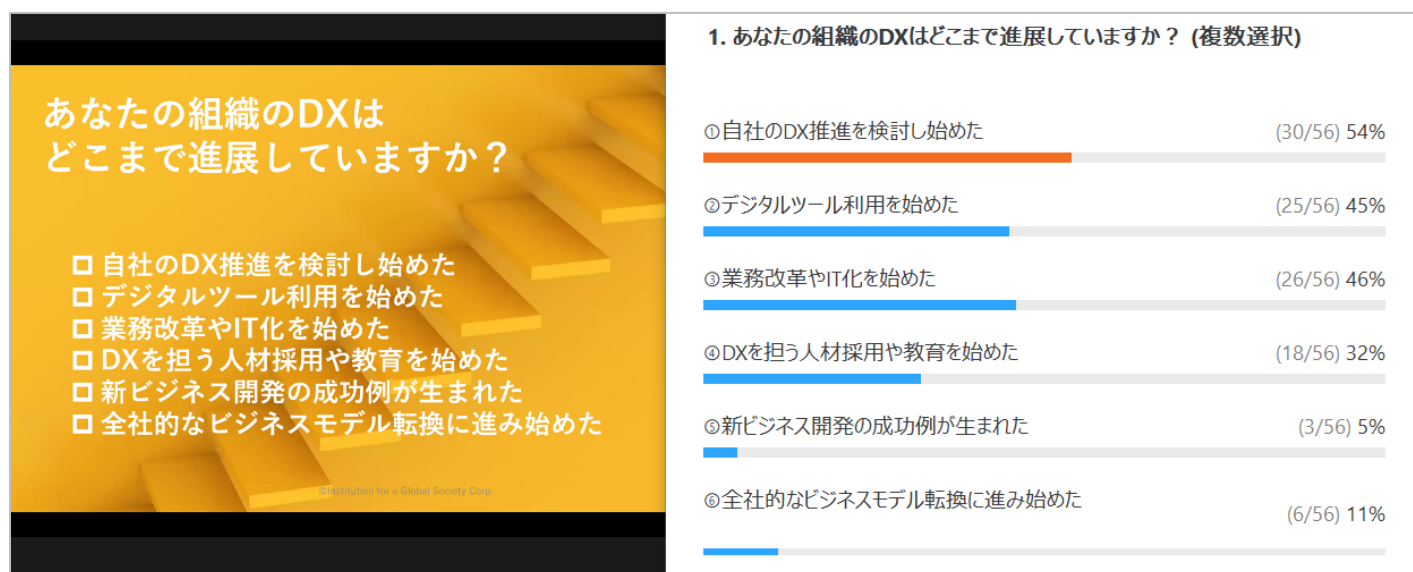 あなたの組織のDXは
どこまで進展していますか？
□ 自社のDX推進を検討し始めた
□ デジタルツール利用を始めた
□ 業務改革やIT化を始めた
□ DXを担う人材採用や教育を始めた
□ 新ビジネス開発の成功例が生まれた
□ 全社的なビジネスモデル転換に進み始めた
©Institution for a Global Society Corp.
1. あなたの組織のDXはどこまで進展していますか？ (複数選択)
①自社のDX推進を検討し始めた (30/56) 54%
②デジタルツール利用を始めた (25/56) 45%
③業務改革やIT化を始めた (26/56) 46%
④DXを担う人材採用や教育を始めた (18/56) 32%
⑤新ビジネス開発の成功例が生まれた (3/56) 5%
⑥全社的なビジネスモデル転換に進み始めた (6/56) 11%